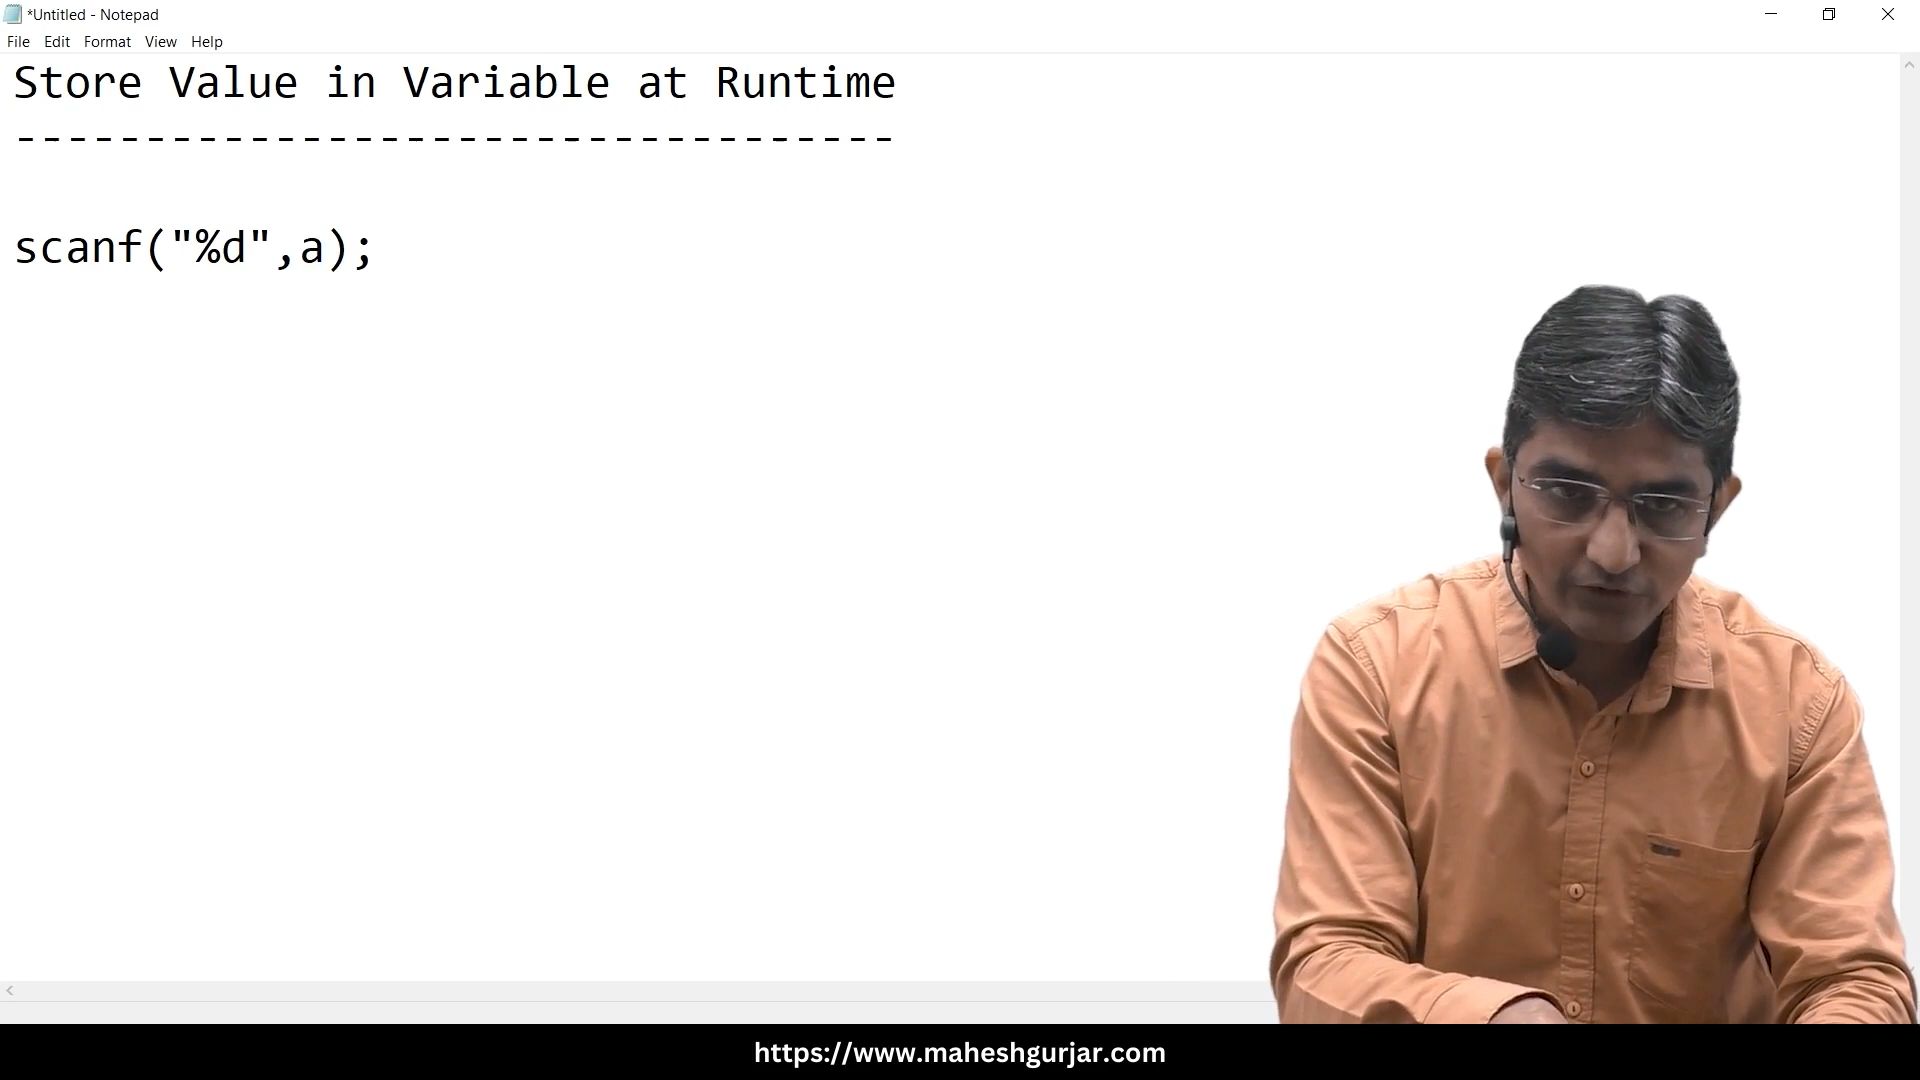 *Untitled - Notepad
File Edit Format View Help
Store Value in Variable at Runtime
----------------------------------
scanf("%d",a);
https://www.maheshgurjar.com